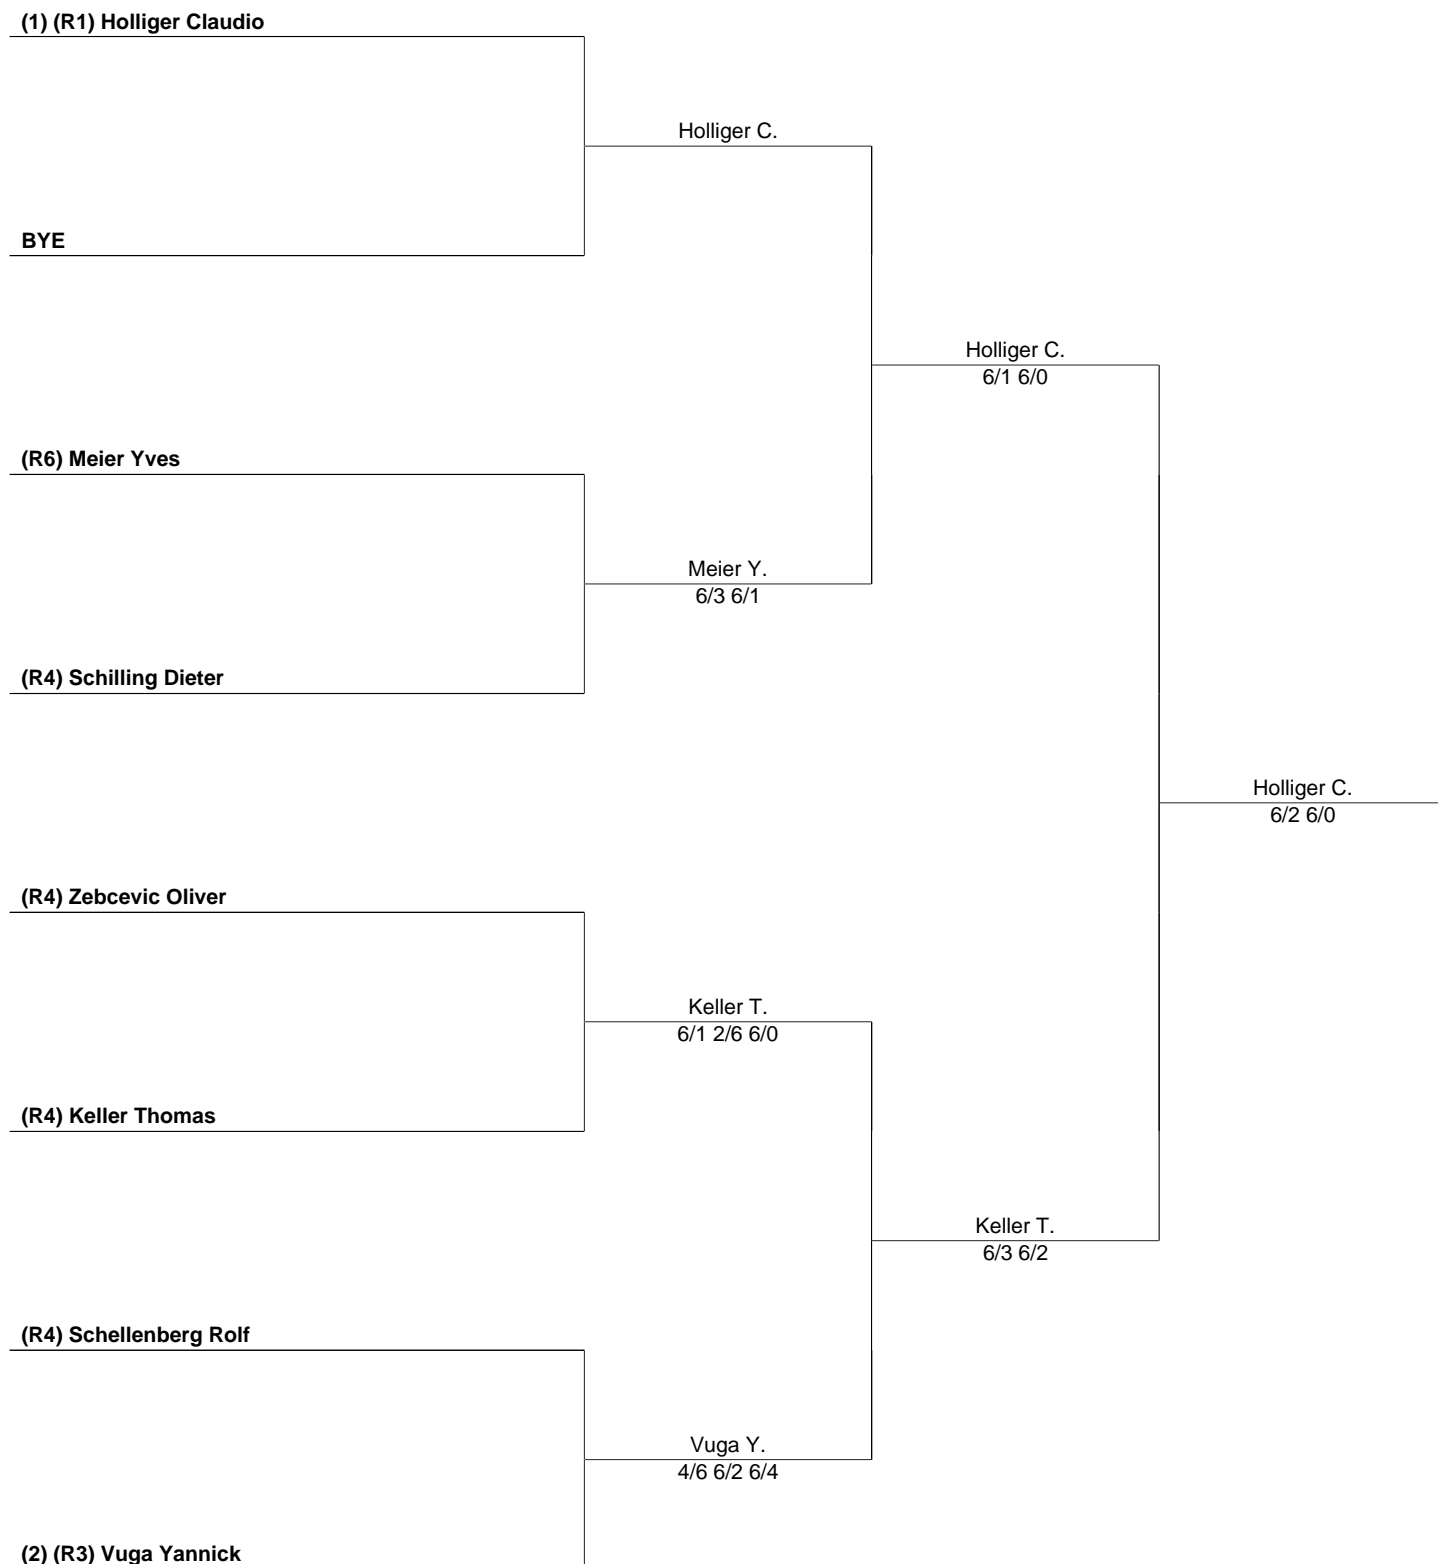 (1) (R1) Holliger Claudio
Holliger C.
BYE
Holliger C.
6/1 6/0
(R6) Meier Yves
Meier Y.
6/3 6/1
(R4) Schilling Dieter
Holliger C.
6/2 6/0
(R4) Zebcevic Oliver
Keller T.
6/1 2/6 6/0
(R4) Keller Thomas
Keller T.
6/3 6/2
(R4) Schellenberg Rolf
Vuga Y.
4/6 6/2 6/4
(2) (R3) Vuga Yannick